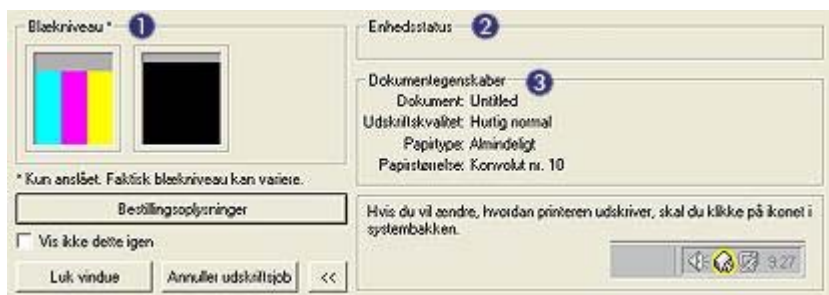 Blækniveau *
1
Enhedsstatus
2
Dokumentegenskaber
3
Dokument: Untitled
Udskriftskvalitet: Hurtig normal
Papirtype: Almindeligt
Papirstørrelse: Konvolut nr. 10
* Kun anslået. Faktisk blækniveau kan variere.
Bestillingsoplysninger
Vis ikke dette igen
Luk vindue
Annuller udskriftsjob
<<
Hvis du vil ændre, hvordan printeren udskriver, skal du klikke på ikonet i
systembakken.
9:27